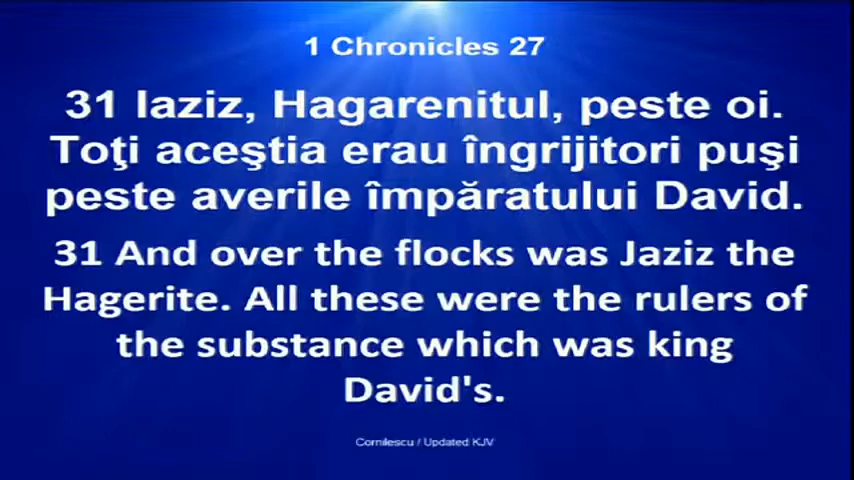 1 Chronicles 27
31 Iaziz, Hagarenitul, peste oi.
Toţi aceştia erau îngrijitori puşi
peste averile împăratului David.
31 And over the flocks was Jaziz the
Hagerite. All these were the rulers of
the substance which was king
David's.
Cornilescu / Updated KJV